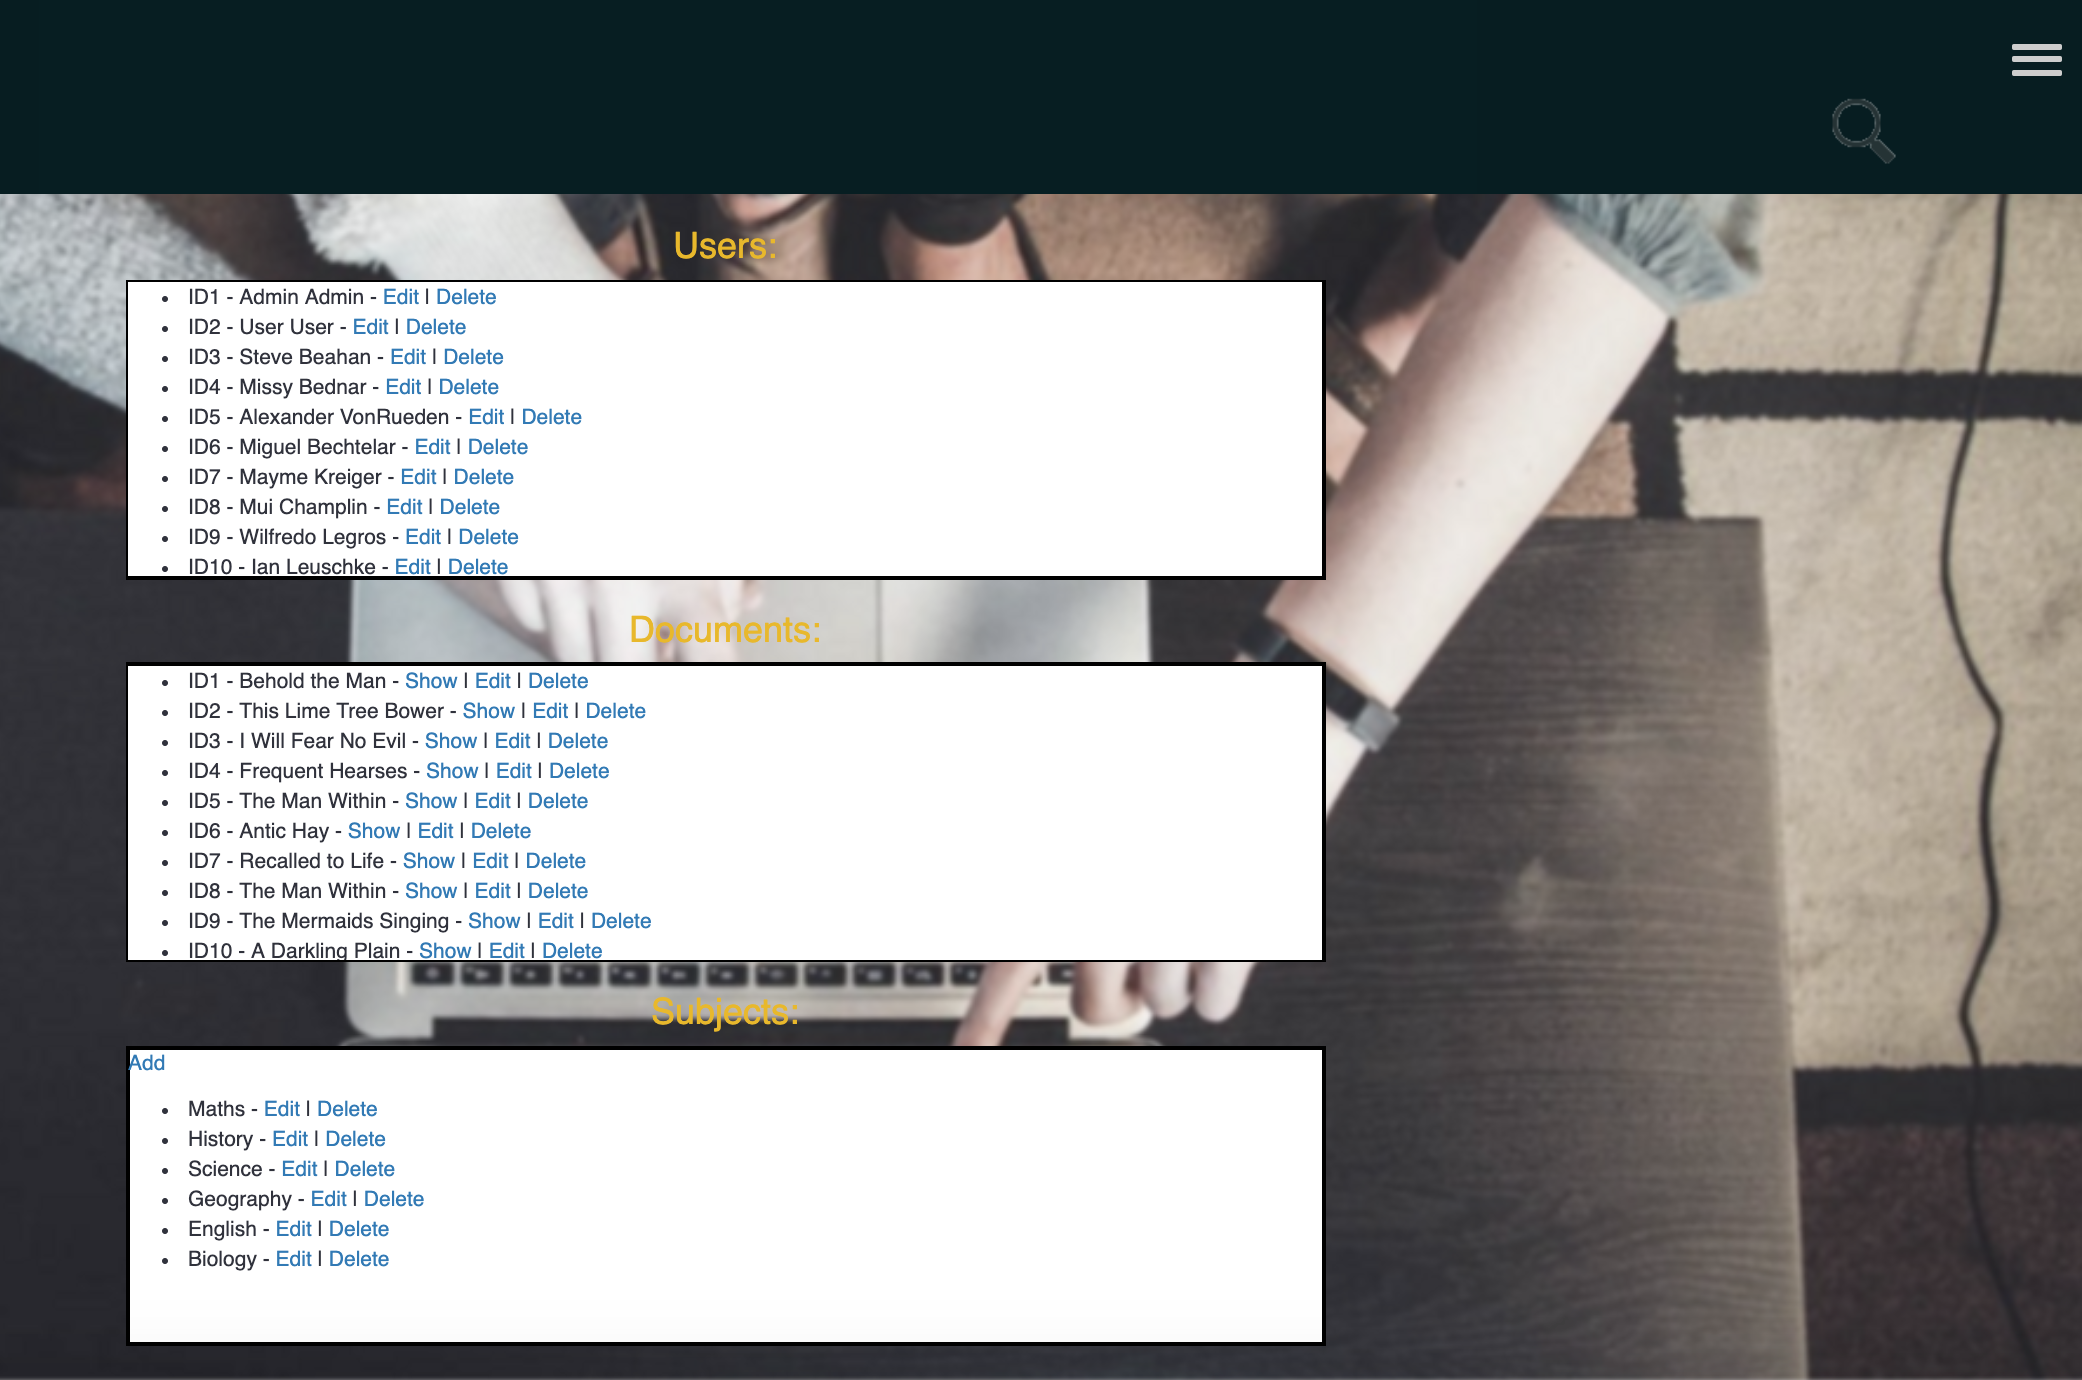 Users:
ID1 - Admin Admin - Edit | Delete
ID2 - User User - Edit | Delete
ID3 - Steve Beahan - Edit | Delete
ID4 - Missy Bednar - Edit | Delete
ID5 - Alexander VonRueden - Edit | Delete
ID6 - Miguel Bechtelar - Edit | Delete
ID7 - Mayme Kreiger - Edit | Delete
ID8 - Mui Champlin - Edit | Delete
ID9 - Wilfredo Legros - Edit | Delete
ID10 - Ian Leuschke - Edit | Delete
Documents:
ID1 - Behold the Man - Show | Edit | Delete
ID2 - This Lime Tree Bower - Show | Edit | Delete
ID3 - I Will Fear No Evil - Show | Edit | Delete
ID4 - Frequent Hearses - Show | Edit | Delete
ID5 - The Man Within - Show | Edit | Delete
ID6 - Antic Hay - Show | Edit | Delete
ID7 - Recalled to Life - Show | Edit | Delete
ID8 - The Man Within - Show | Edit | Delete
ID9 - The Mermaids Singing - Show | Edit | Delete
ID10 - A Darkling Plain - Show | Edit | Delete
Subjects:
Add
Maths - Edit | Delete
History - Edit | Delete
Science - Edit | Delete
Geography - Edit | Delete
English - Edit | Delete
Biology - Edit | Delete